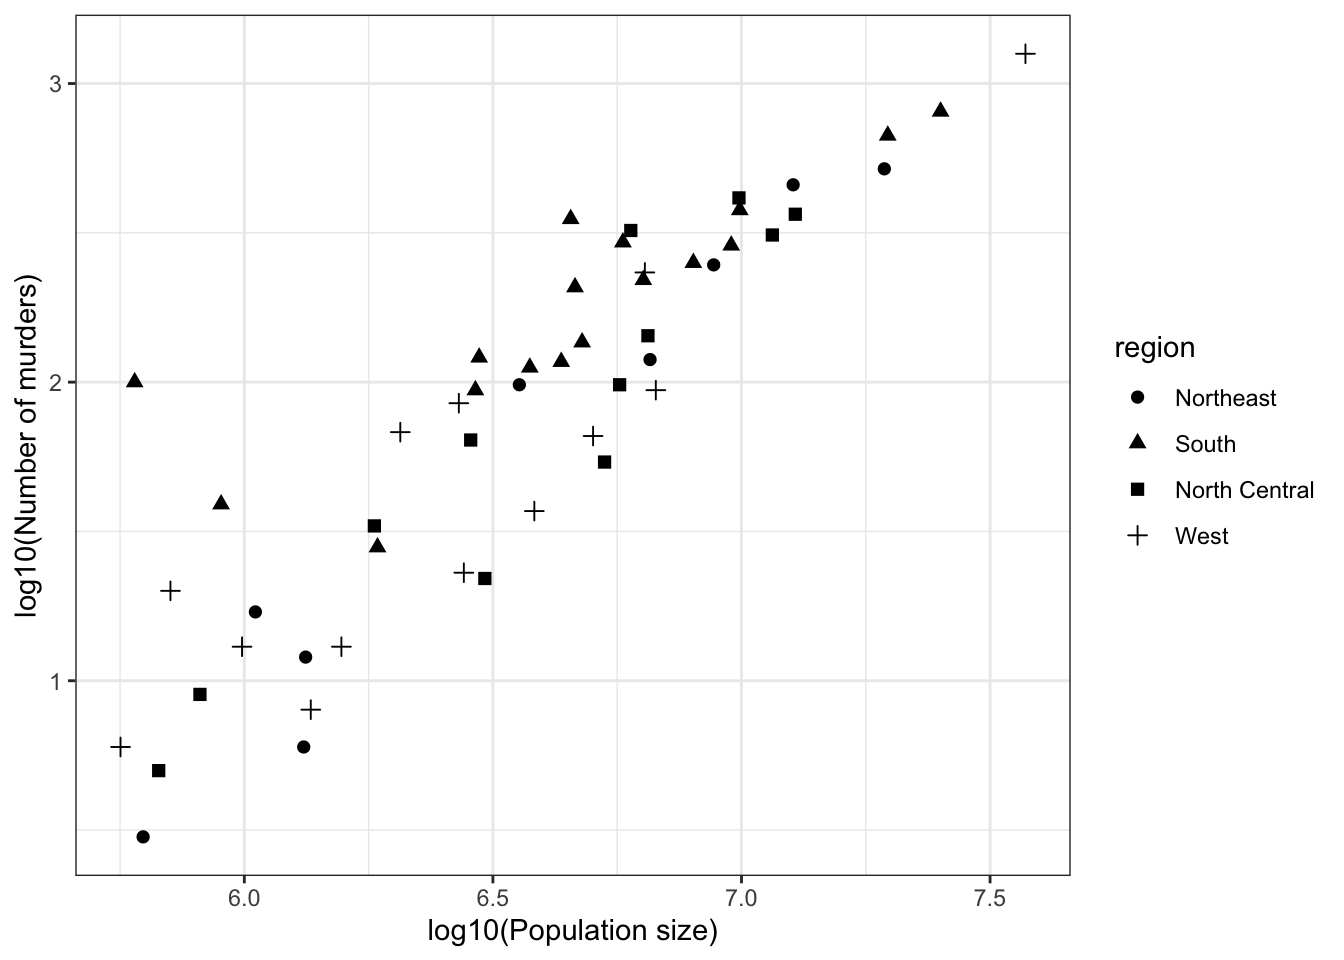 log10(Number of murders)
3
2
1
6.0
6.5
7.0
7.5
log10(Population size)
region
Northeast
South
North Central
West